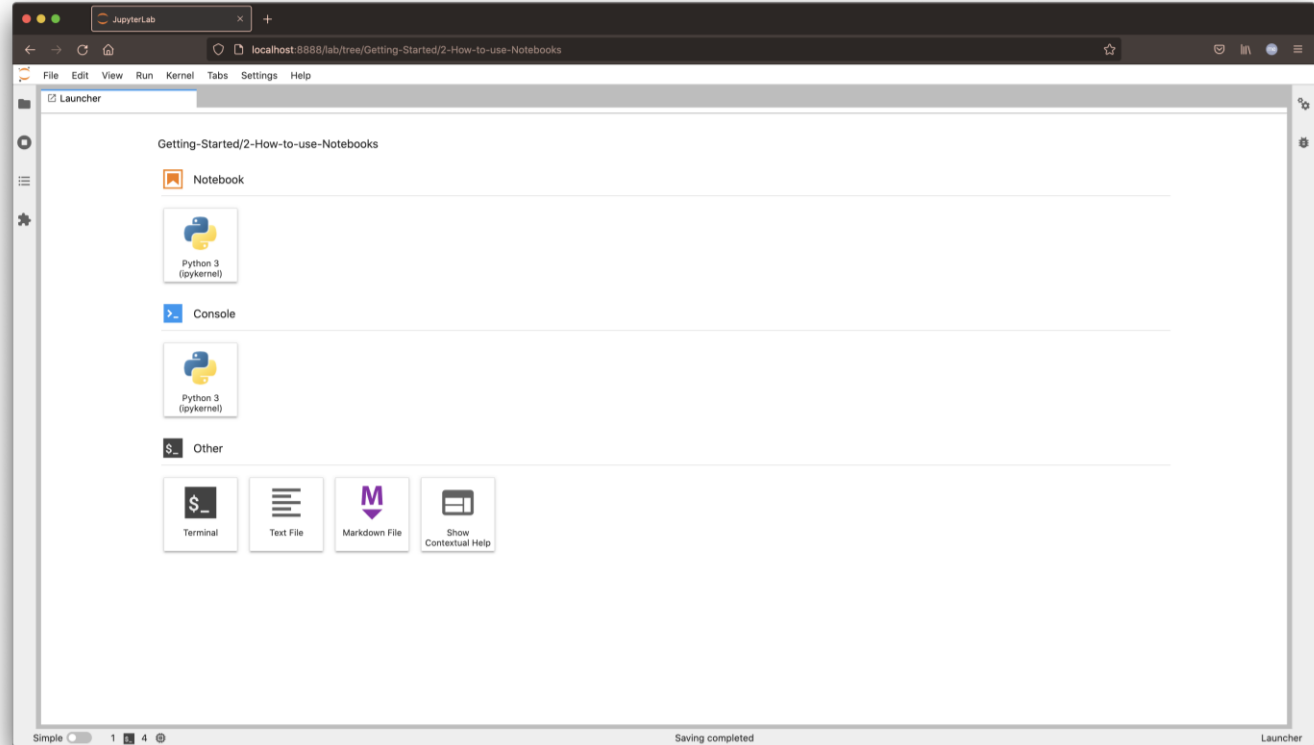 JupyterLab
localhost:8888/lab/tree/Getting-Started/2-How-to-use-Notebooks
File Edit View Run Kernel Tabs Settings Help
Launcher
Getting-Started/2-How-to-use-Notebooks
Notebook
Python 3
(ipykernel)
Console
Python 3
(ipykernel)
$_ Other
$_
M
Terminal Text File Markdown File Show
Contextual Help
Simple 1 $_ 4 Saving completed Launcher